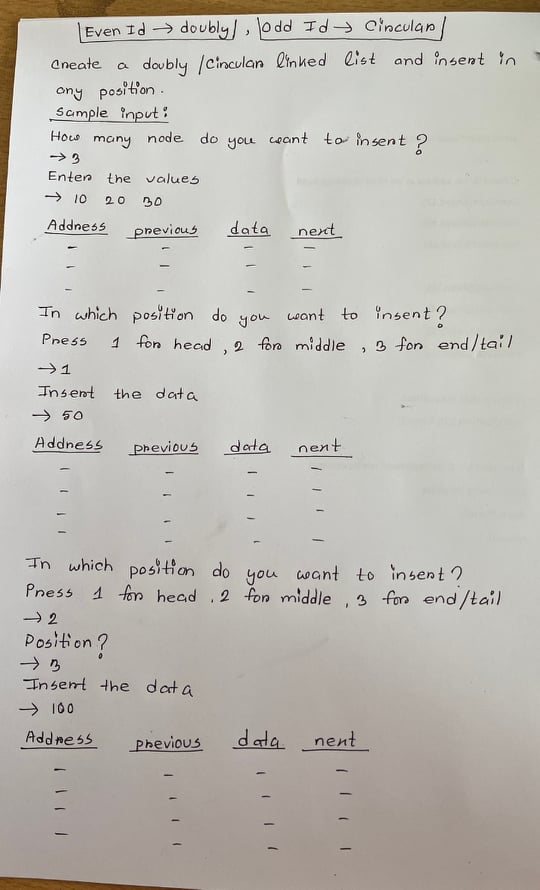 Even Id → doubly, Odd Id → Circular
Create a doubly /Circular linked list and insert in
any position.
Sample input:
How many node do you want to insert?
→ 3
Enter the values
→ 10 20 30
Address previous data next
- - - -
- - - -
- - - -
In which position do you want to insert?
Press 1 for head, 2 for middle, 3 for end/tail
→ 1
Insert the data
→ 50
Address previous data next
- - - -
- - - -
- - - -
- - - -
In which position do you want to insert?
Press 1 for head, 2 for middle, 3 for end/tail
→ 2
Position?
→ 3
Insert the data
→ 100
Address previous data next
- - - -
- - - -
- - - -
- - - -